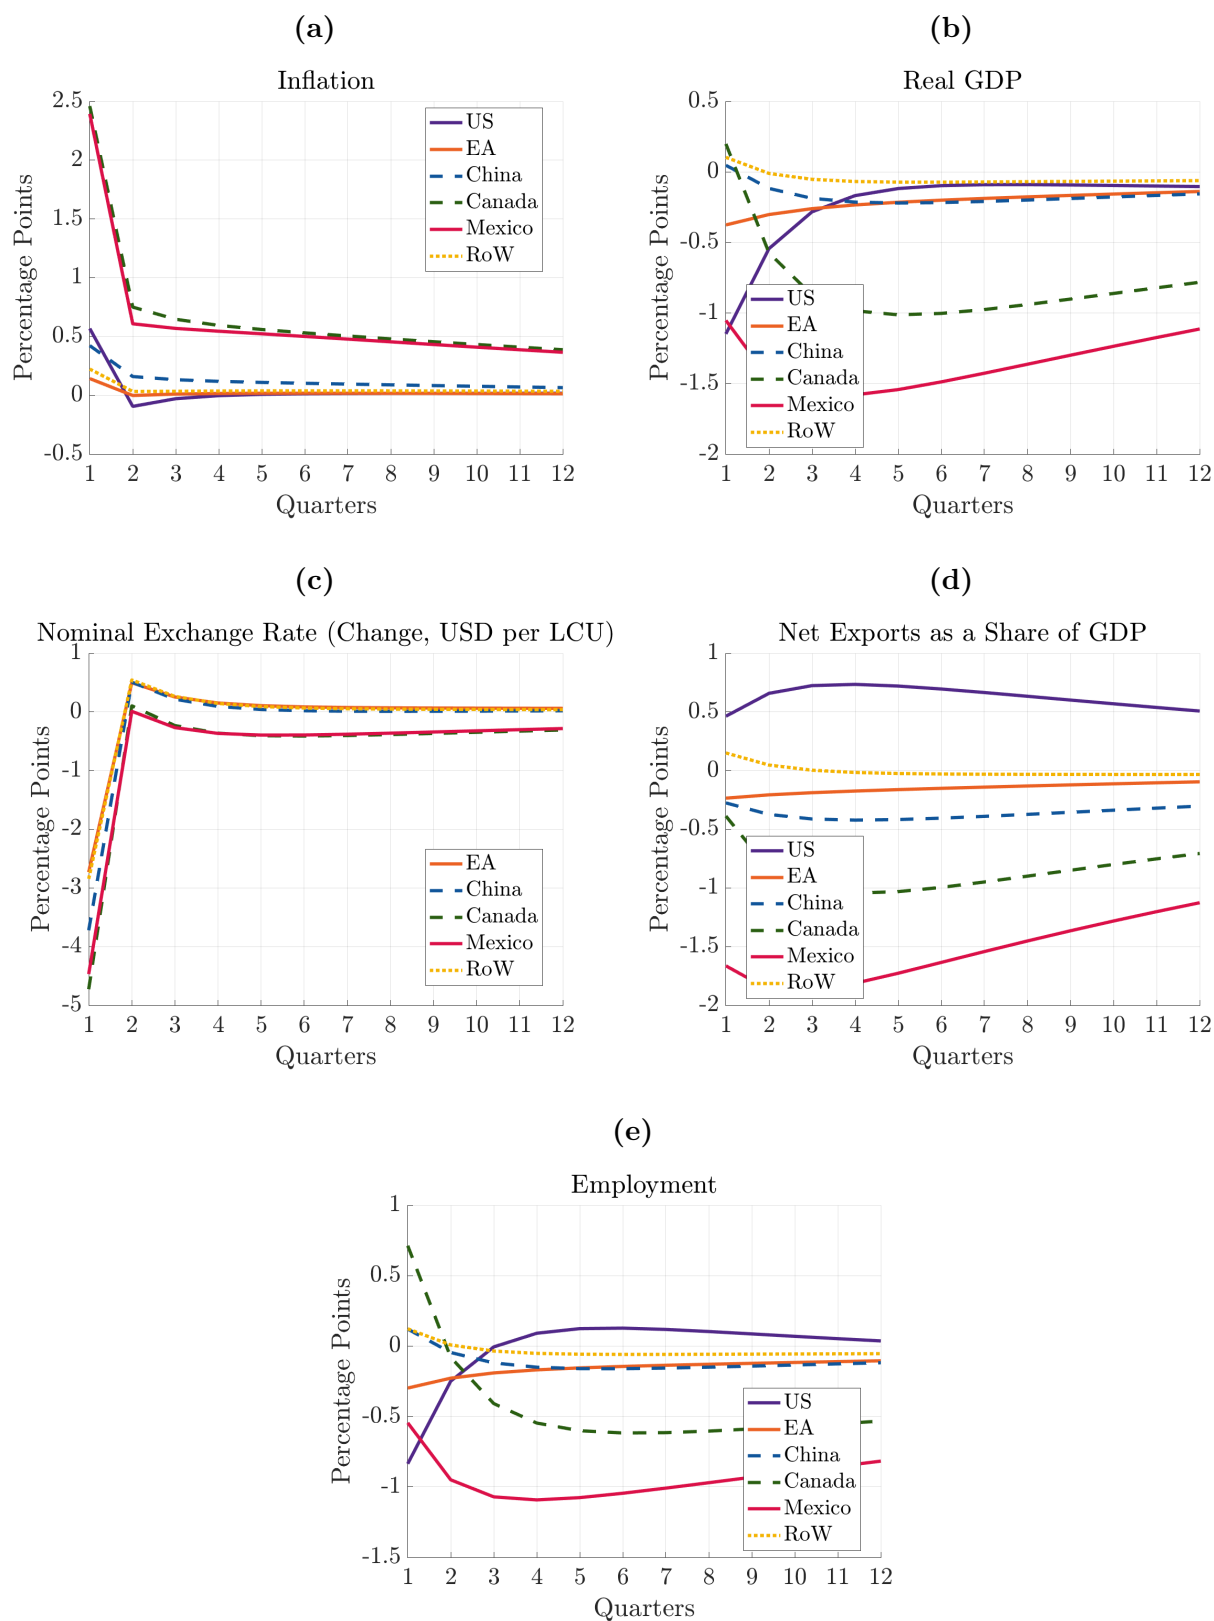 (a)
Inflation
2.5
2
1.5
1
0.5
0
-0.5
Percentage Points
US
EA
China
Canada
Mexico
RoW
1 2 3 4 5 6 7 8 9 10 11 12
Quarters
(b)
Real GDP
0.5
0
-0.5
-1
-1.5
-2
Percentage Points
US
EA
China
Canada
Mexico
RoW
1 2 3 4 5 6 7 8 9 10 11 12
Quarters
(c)
Nominal Exchange Rate (Change, USD per LCU)
1
0
-1
-2
-3
-4
-5
Percentage Points
EA
China
Canada
Mexico
RoW
1 2 3 4 5 6 7 8 9 10 11 12
Quarters
(d)
Net Exports as a Share of GDP
1
0.5
0
-0.5
-1
-1.5
-2
Percentage Points
US
EA
China
Canada
Mexico
RoW
1 2 3 4 5 6 7 8 9 10 11 12
Quarters
(e)
Employment
1
0.5
0
-0.5
-1
-1.5
Percentage Points
US
EA
China
Canada
Mexico
RoW
1 2 3 4 5 6 7 8 9 10 11 12
Quarters